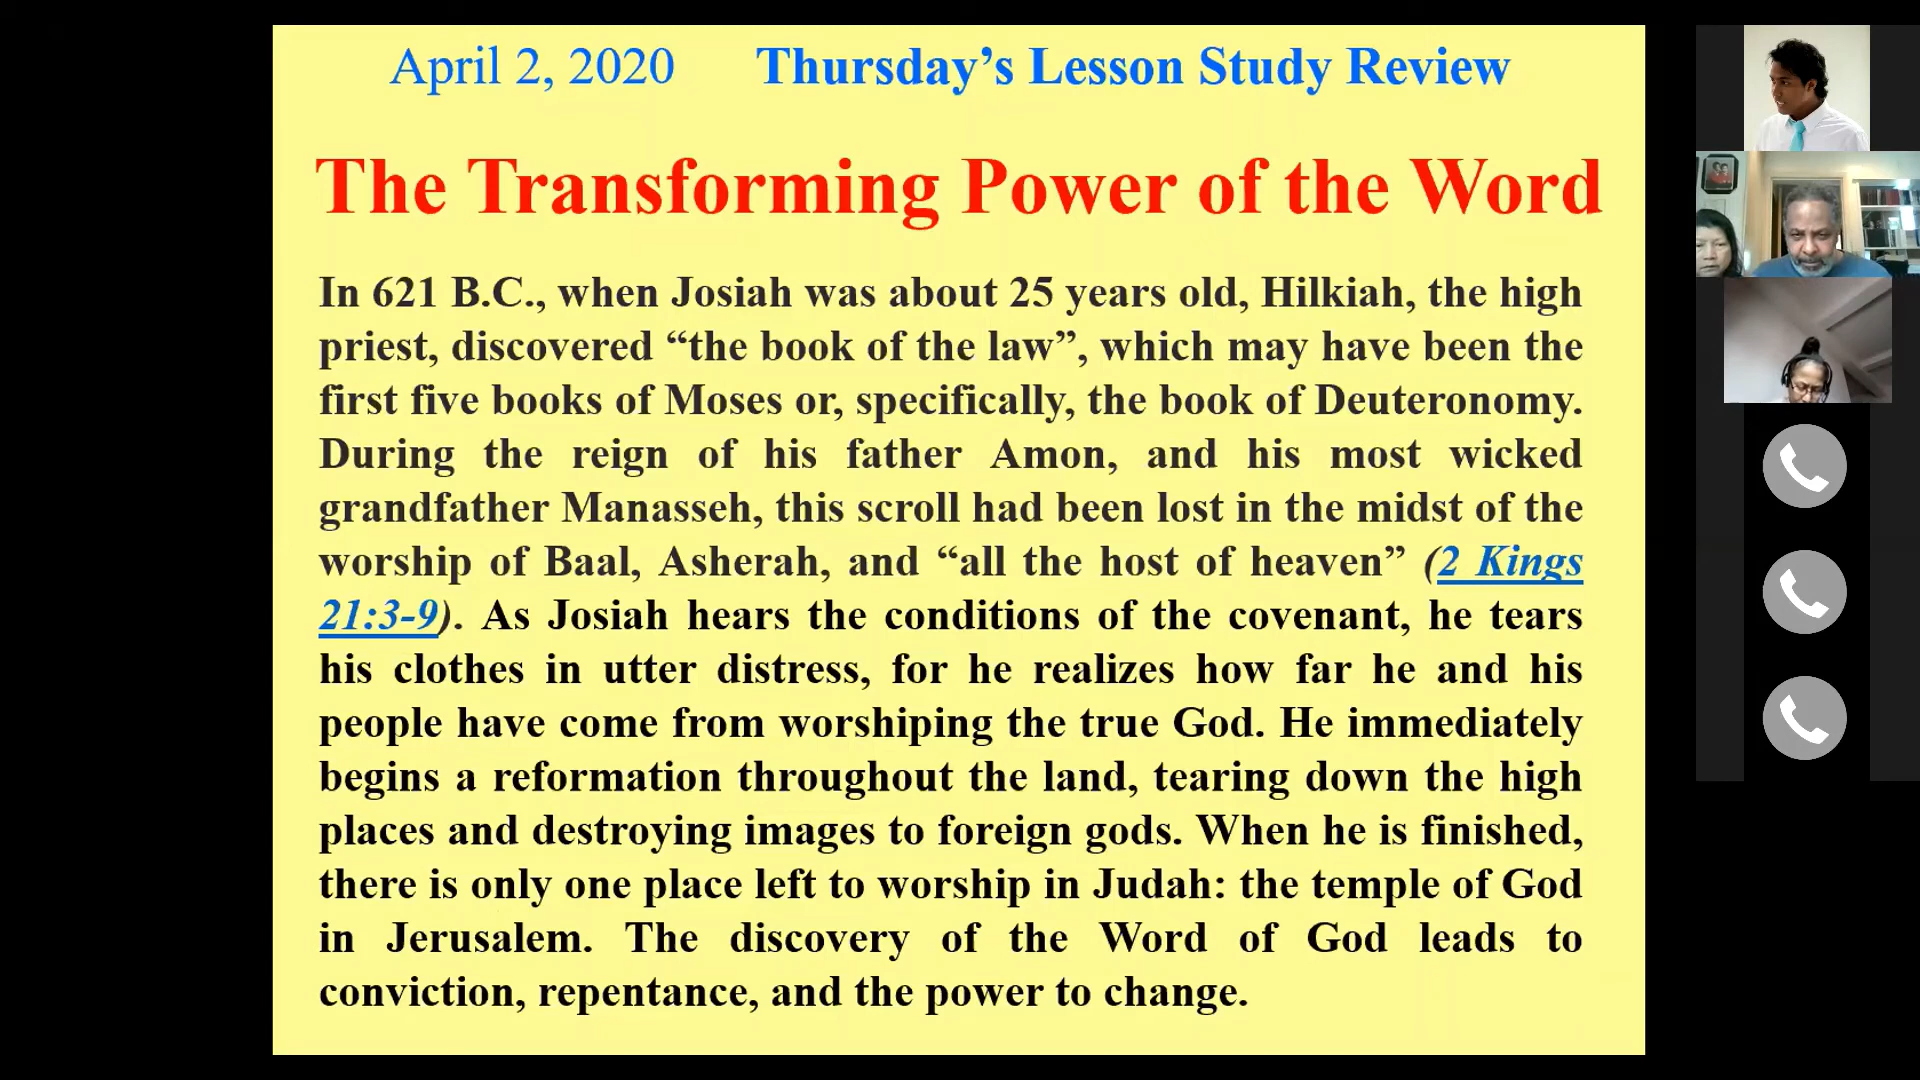 April 2, 2020 Thursday’s Lesson Study Review
The Transforming Power of the Word
In 621 B.C., when Josiah was about 25 years old, Hilkiah, the high
priest, discovered “the book of the law”, which may have been the
first five books of Moses or, specifically, the book of Deuteronomy.
During the reign of his father Amon, and his most wicked
grandfather Manasseh, this scroll had been lost in the midst of the
worship of Baal, Asherah, and “all the host of heaven” (2 Kings
21:3-9). As Josiah hears the conditions of the covenant, he tears
his clothes in utter distress, for he realizes how far he and his
people have come from worshiping the true God. He immediately
begins a reformation throughout the land, tearing down the high
places and destroying images to foreign gods. When he is finished,
there is only one place left to worship in Judah: the temple of God
in Jerusalem. The discovery of the Word of God leads to
conviction, repentance, and the power to change.